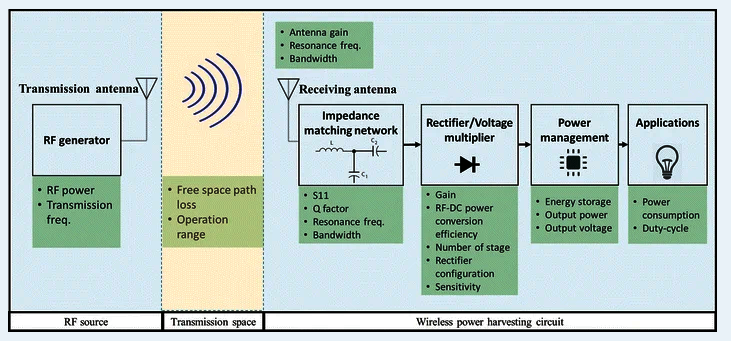 • Antenna gain
• Resonance freq.
• Bandwidth
Transmission antenna
Receiving antenna
RF generator
Impedance
matching network
L
C2
C1
Rectifier/Voltage
multiplier
Power
management
Applications
• RF power
• Transmission
freq.
• Free space path
loss
• Operation
range
• S11
• Q factor
• Resonance freq.
• Bandwidth
• Gain
• RF-DC power
conversion
efficiency
• Number of stage
• Rectifier
configuration
• Sensitivity
• Energy storage
• Output power
• Output voltage
• Power
consumption
• Duty-cycle
RF source
Transmission space
Wireless power harvesting circuit